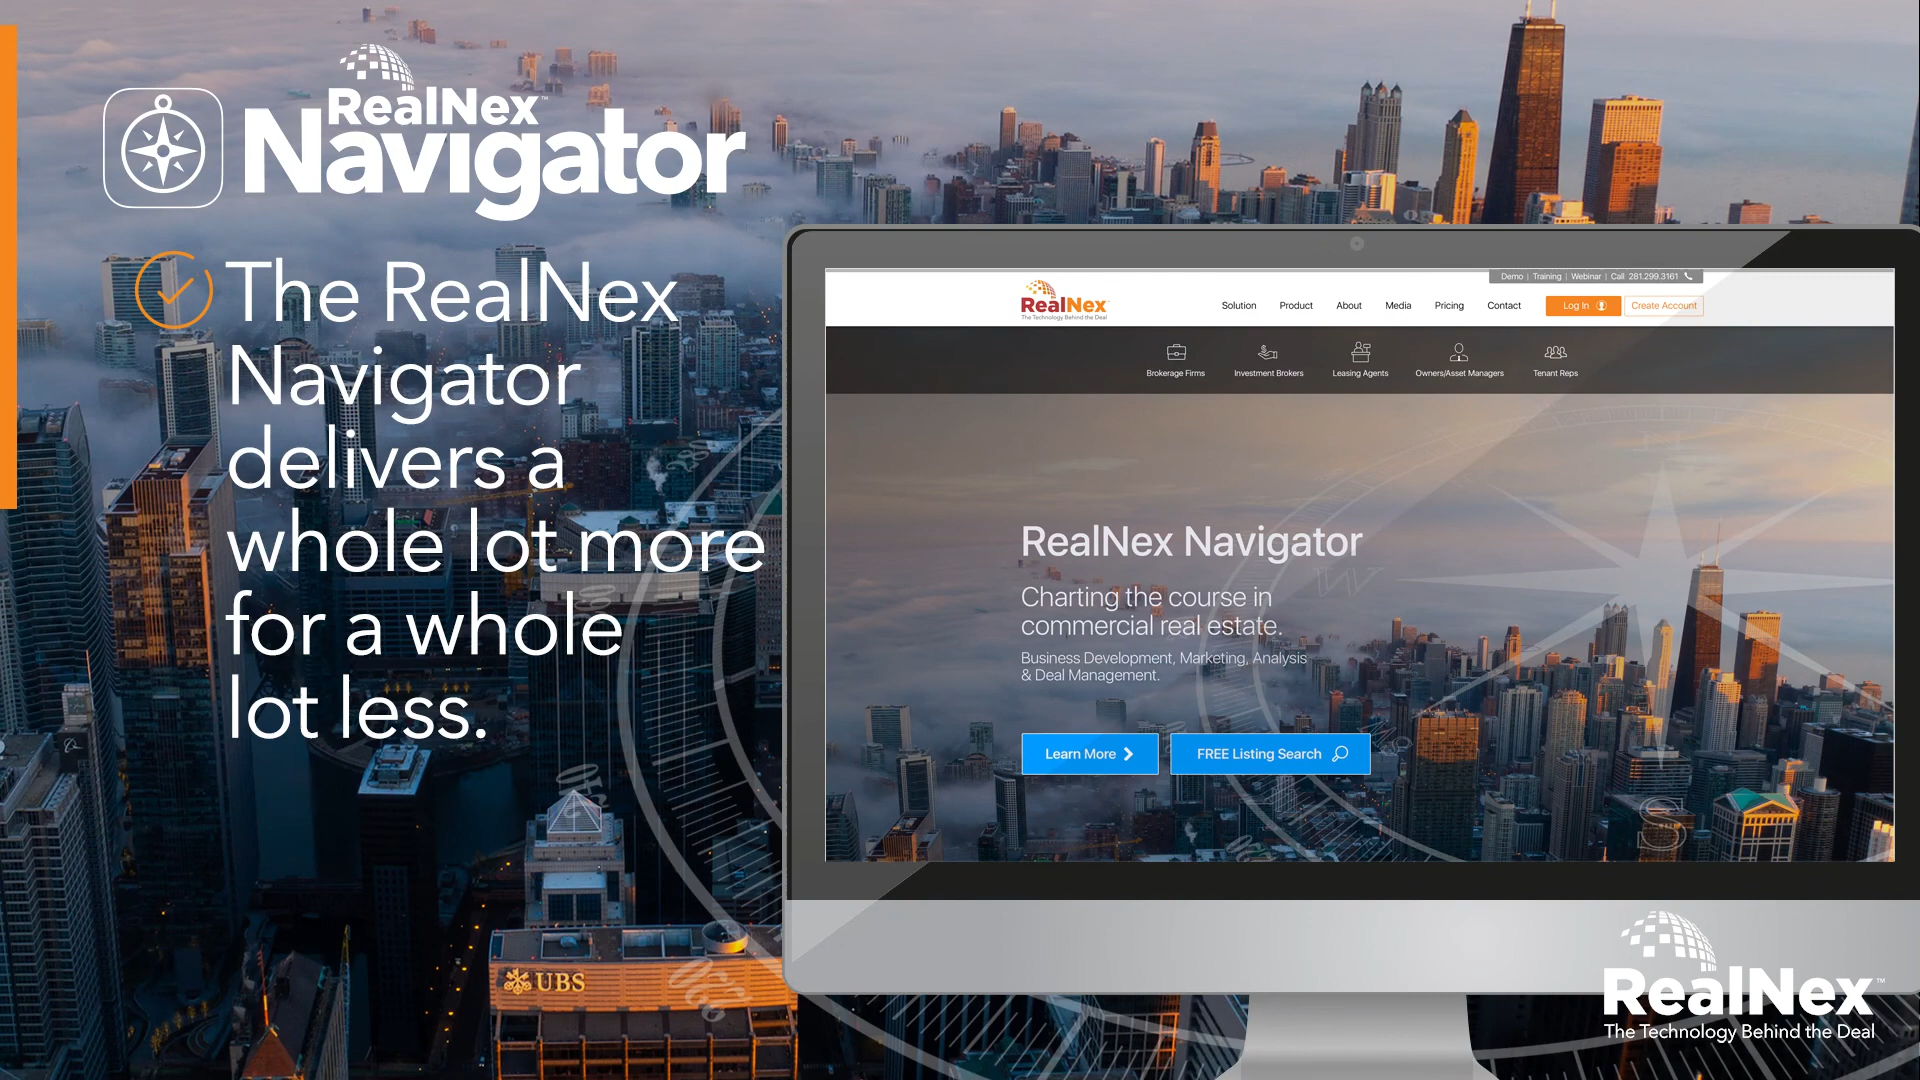 RealNex™
Navigator
The RealNex
Navigator
delivers a
whole lot more
for a whole
lot less.
Demo | Training | Webinar | Call 281.299.3161
RealNex
The Technology Behind the Deal
Solution Product About Media Pricing Contact Log In Create Account
Brokerage Firms Investment Brokers Leasing Agents Owners/Asset Managers Tenant Reps
RealNex Navigator
Charting the course in
commercial real estate.
Business Development, Marketing, Analysis
& Deal Management.
Learn More FREE Listing Search
W
S
UBS
RealNex™
The Technology Behind the Deal